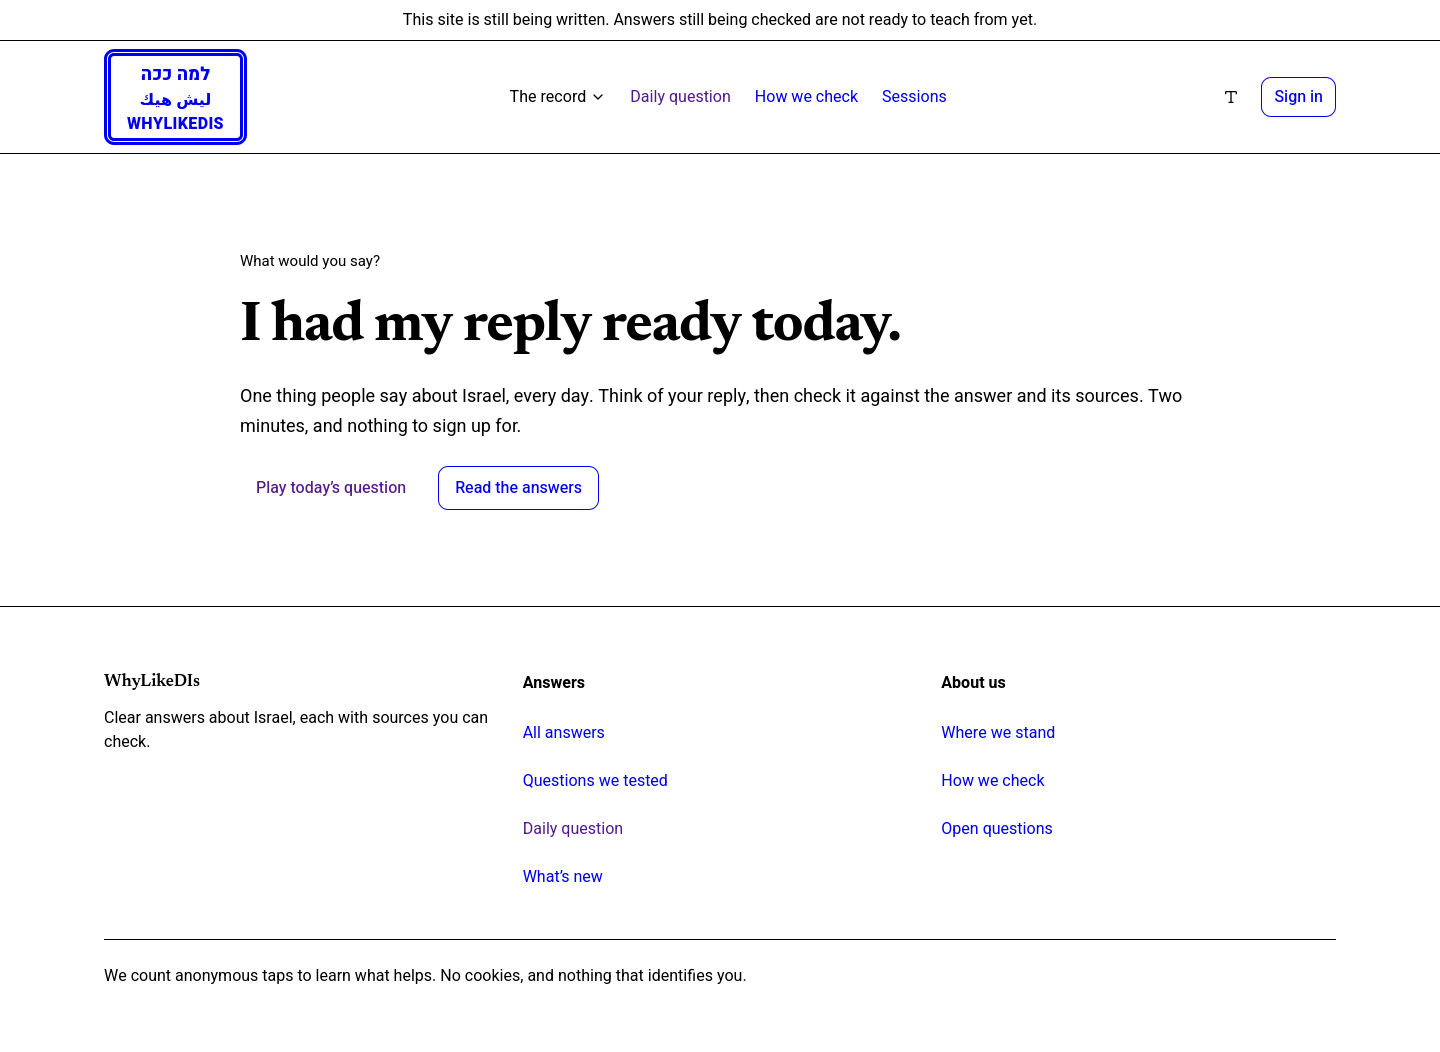 This site is still being written. Answers still being checked are not ready to teach from yet.
למה ככה
ليش هيك
WHYLIKEDIS
The record
Daily question
How we check
Sessions
T
Sign in
What would you say?
I had my reply ready today.
One thing people say about Israel, every day. Think of your reply, then check it against the answer and its sources. Two
minutes, and nothing to sign up for.
Play today’s question
Read the answers
WhyLikeDIs
Clear answers about Israel, each with sources you can
check.
Answers
All answers
Questions we tested
Daily question
What’s new
About us
Where we stand
How we check
Open questions
We count anonymous taps to learn what helps. No cookies, and nothing that identifies you.